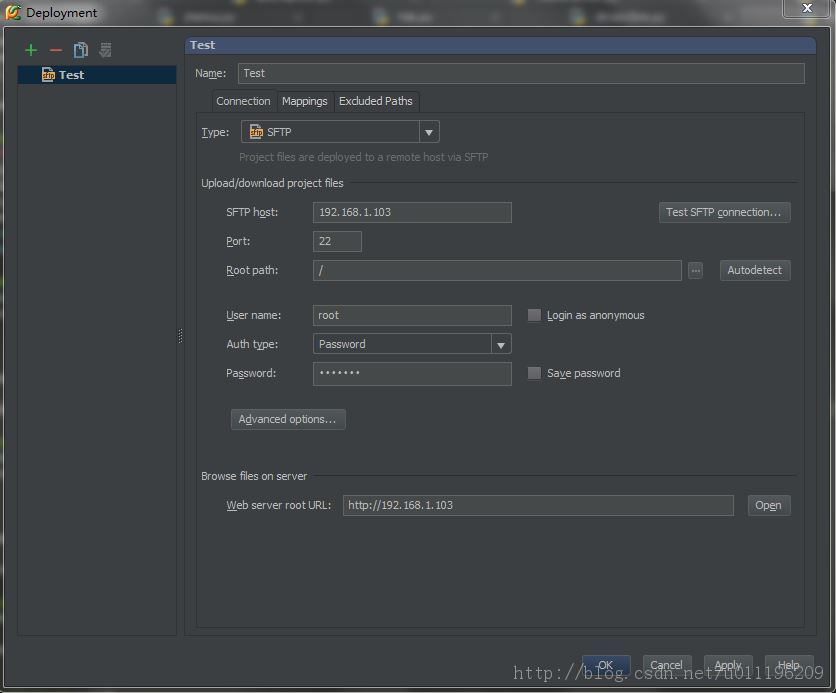 Deployment
Test
Test
Name: Test
Connection Mappings Excluded Paths
Type: SFTP
Project files are deployed to a remote host via SFTP
Upload/download project files
SFTP host: 192.168.1.103 Test SFTP connection...
Port: 22
Root path: / ... Autodetect
User name: root Login as anonymous
Auth type: Password
Password: ••••••• Save password
Advanced options...
Browse files on server
Web server root URL: http://192.168.1.103 Open
OK Cancel Apply Help
http://blog.csdn.net/u011196209